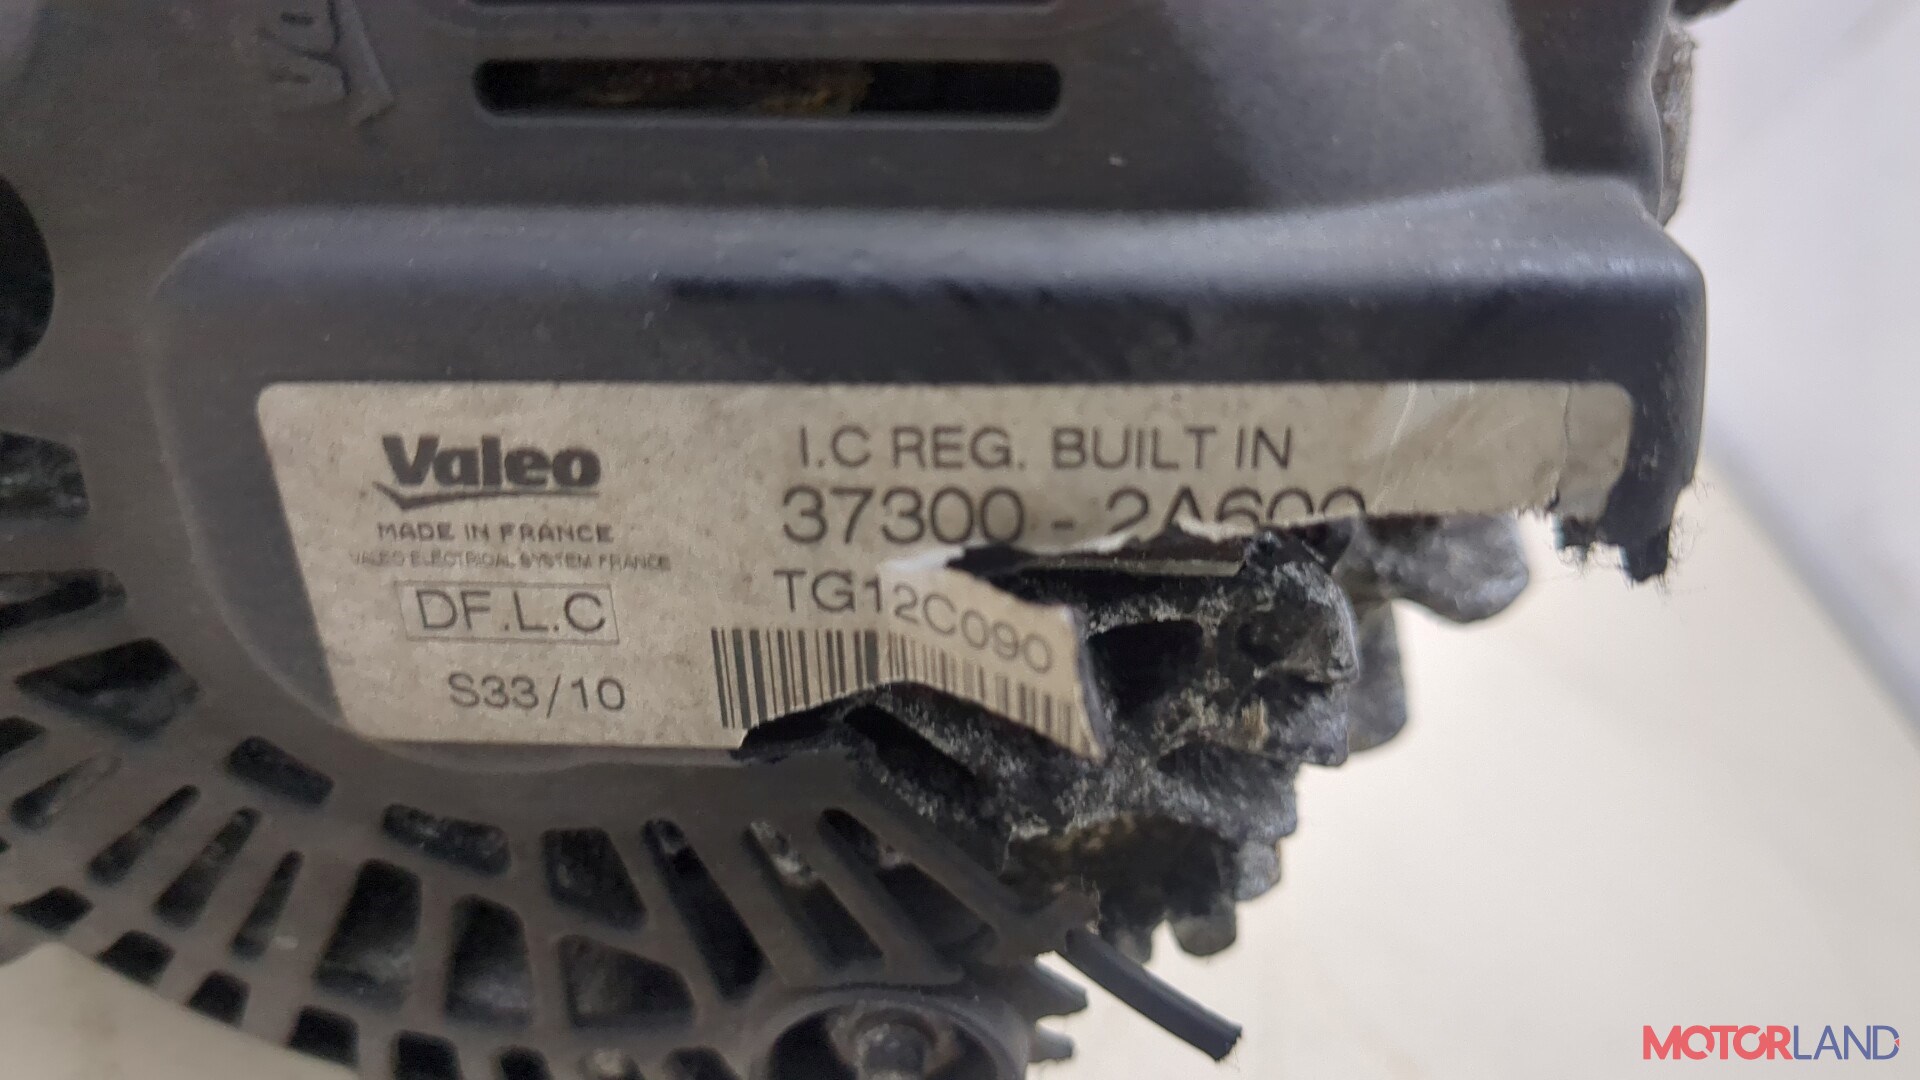 Valeo
MADE IN FRANCE
VALEO ELECTRICAL SYSTEM FRANCE
DF.L.C
S33/10
I.C REG. BUILT IN
37300 - 2A600
TG12C090
MOTORLAND